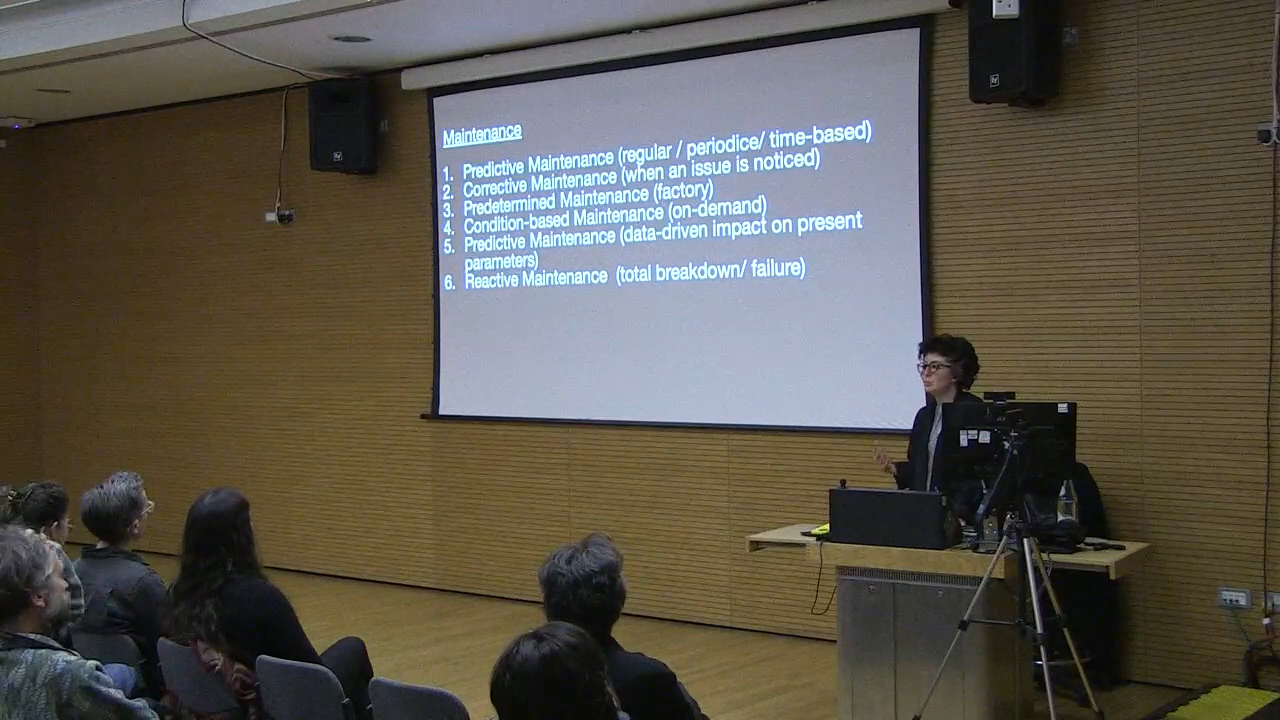 Maintenance
1. Predictive Maintenance (regular / periodice/ time-based)
2. Corrective Maintenance (when an issue is noticed)
3. Predetermined Maintenance (factory)
4. Condition-based Maintenance (on-demand)
5. Predictive Maintenance (data-driven impact on present
parameters)
6. Reactive Maintenance (total breakdown/ failure)